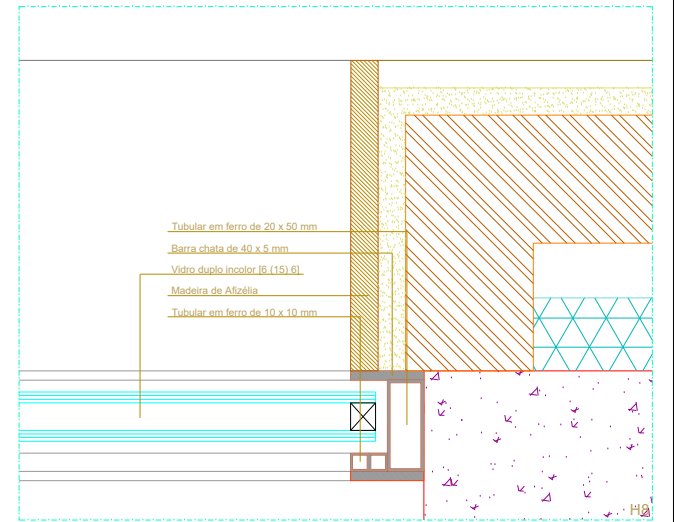 Tubular em ferro de 20 x 50 mm
Barra chata de 40 x 5 mm
Vidro duplo incolor [6 (15) 6]
Madeira de Afizélia
Tubular em ferro de 10 x 10 mm